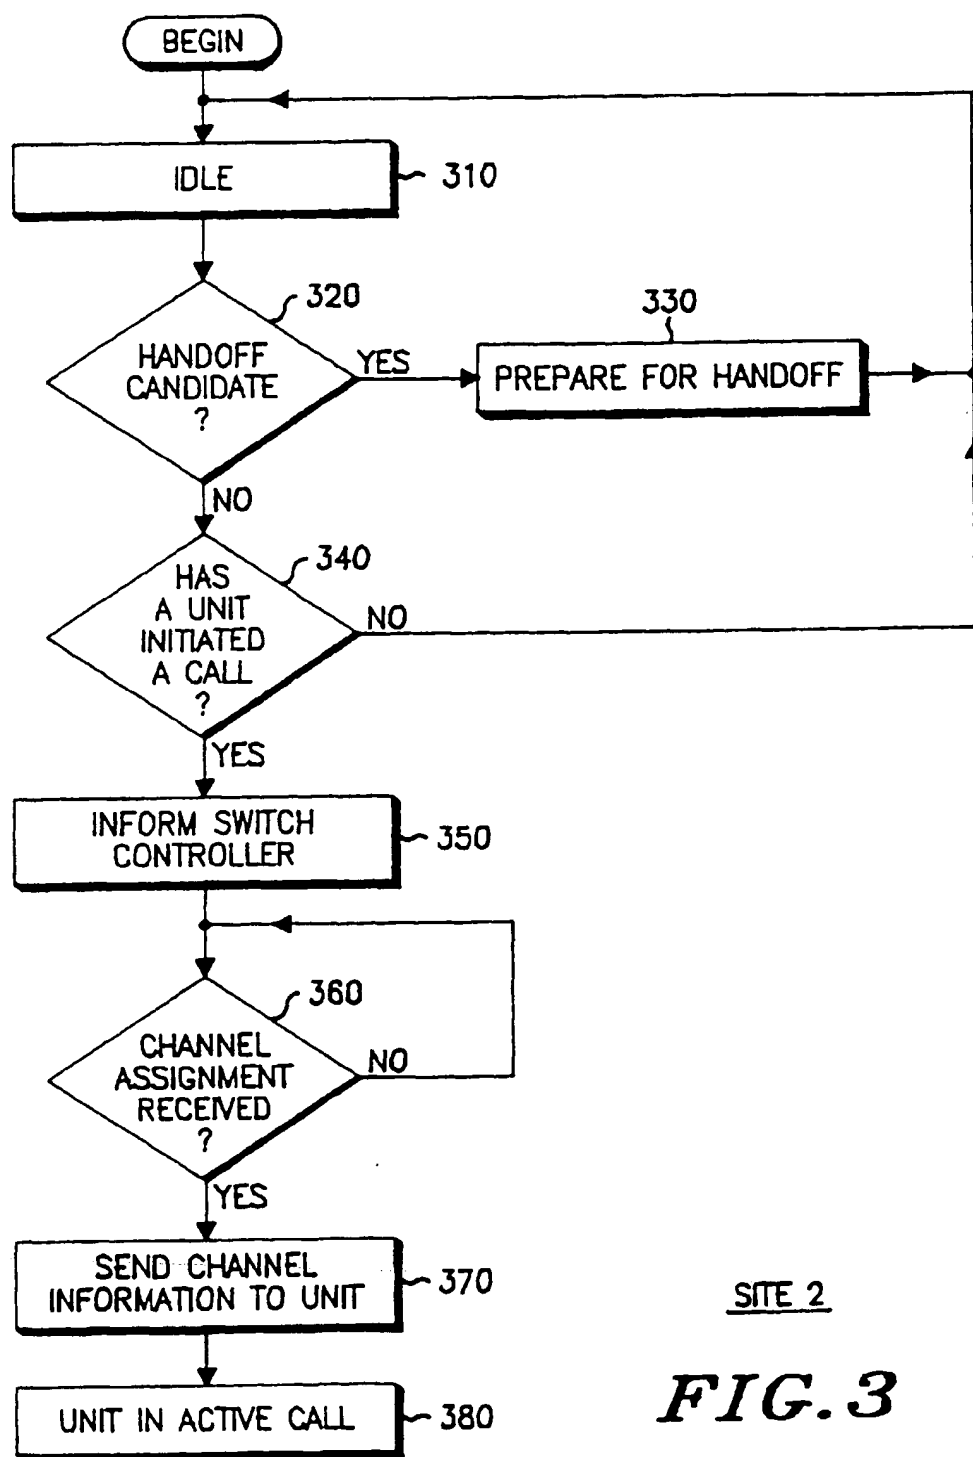 BEGIN
IDLE
310
320
HANDOFF
CANDIDATE
?
YES
330
PREPARE FOR HANDOFF
NO
340
HAS
A UNIT
INITIATED
A CALL
?
NO
YES
INFORM SWITCH
CONTROLLER
350
360
CHANNEL
ASSIGNMENT
RECEIVED
?
NO
YES
SEND CHANNEL
INFORMATION TO UNIT
370
UNIT IN ACTIVE CALL
380
SITE 2
FIG.3